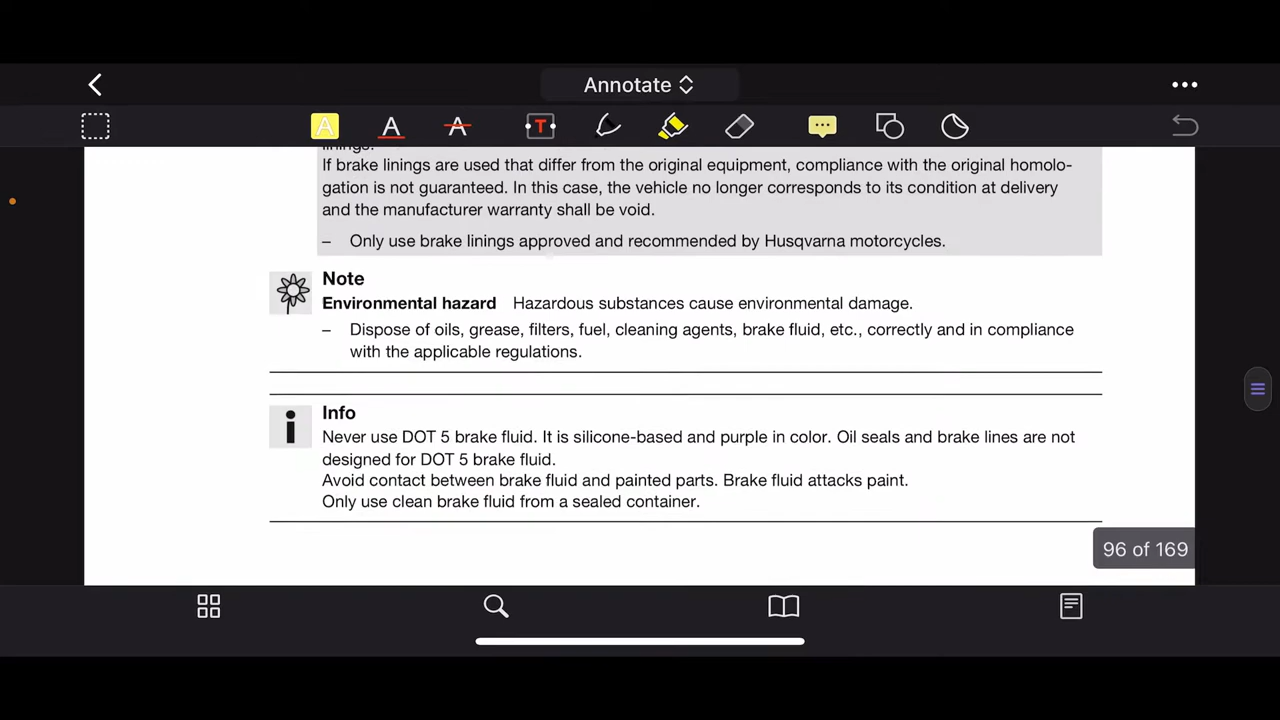 Annotate
A
A
A
T
linings.
If brake linings are used that differ from the original equipment, compliance with the original homolo-
gation is not guaranteed. In this case, the vehicle no longer corresponds to its condition at delivery
and the manufacturer warranty shall be void.
– Only use brake linings approved and recommended by Husqvarna motorcycles.
Note
Environmental hazard Hazardous substances cause environmental damage.
– Dispose of oils, grease, filters, fuel, cleaning agents, brake fluid, etc., correctly and in compliance
with the applicable regulations.
i
Info
Never use DOT 5 brake fluid. It is silicone-based and purple in color. Oil seals and brake lines are not
designed for DOT 5 brake fluid.
Avoid contact between brake fluid and painted parts. Brake fluid attacks paint.
Only use clean brake fluid from a sealed container.
96 of 169